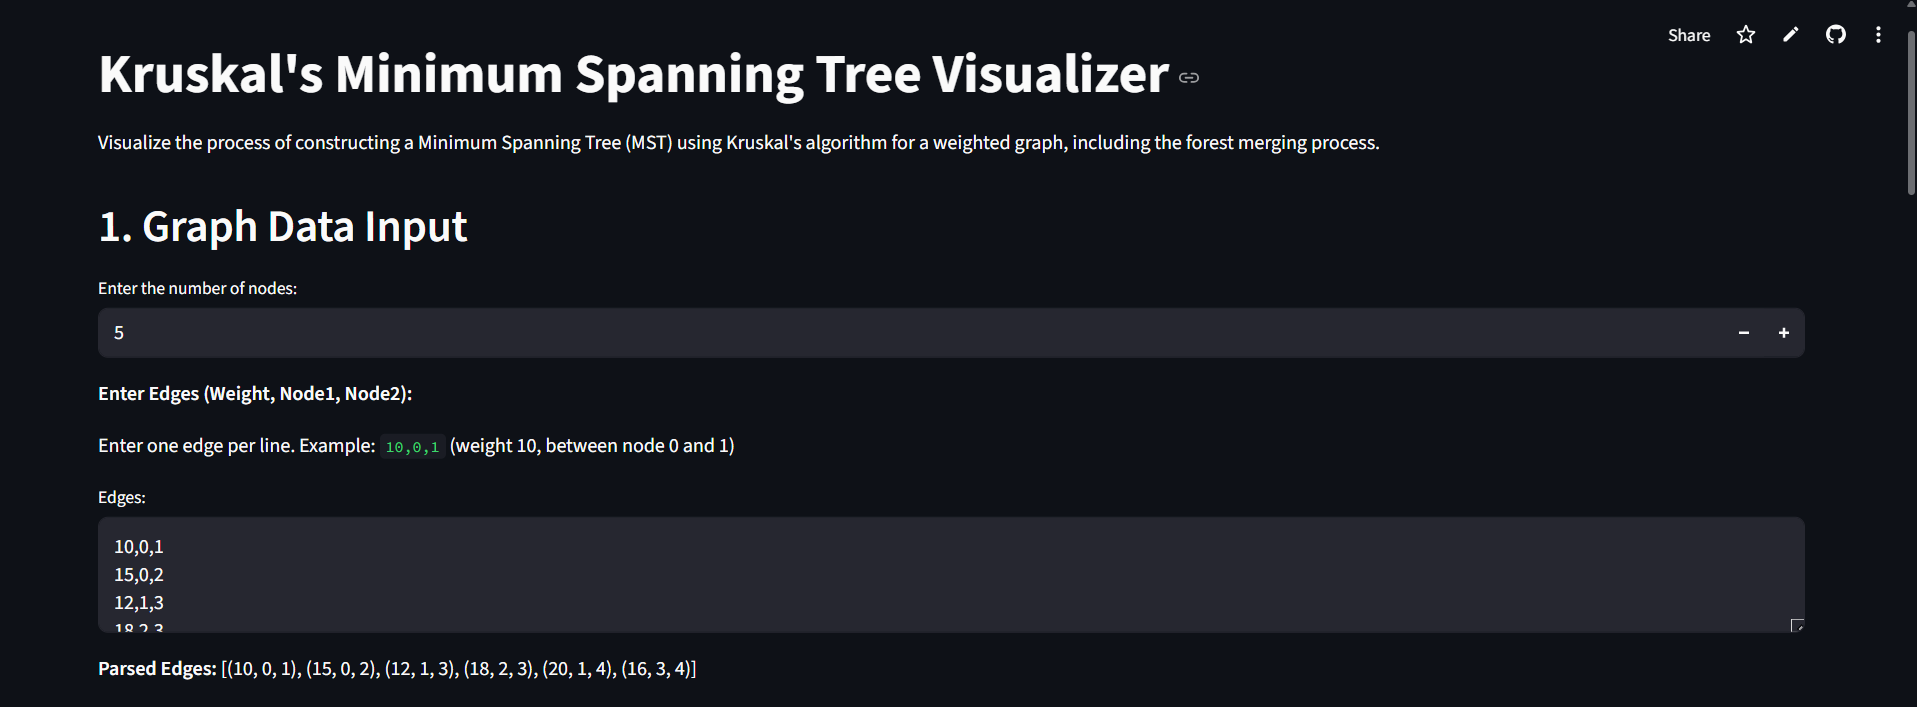 Share
Kruskal's Minimum Spanning Tree Visualizer
Visualize the process of constructing a Minimum Spanning Tree (MST) using Kruskal's algorithm for a weighted graph, including the forest merging process.
1. Graph Data Input
Enter the number of nodes:
5
Enter Edges (Weight, Node1, Node2):
Enter one edge per line. Example: 10,0,1 (weight 10, between node 0 and 1)
Edges:
10,0,1
15,0,2
12,1,3
18,2,3
Parsed Edges: [(10, 0, 1), (15, 0, 2), (12, 1, 3), (18, 2, 3), (20, 1, 4), (16, 3, 4)]